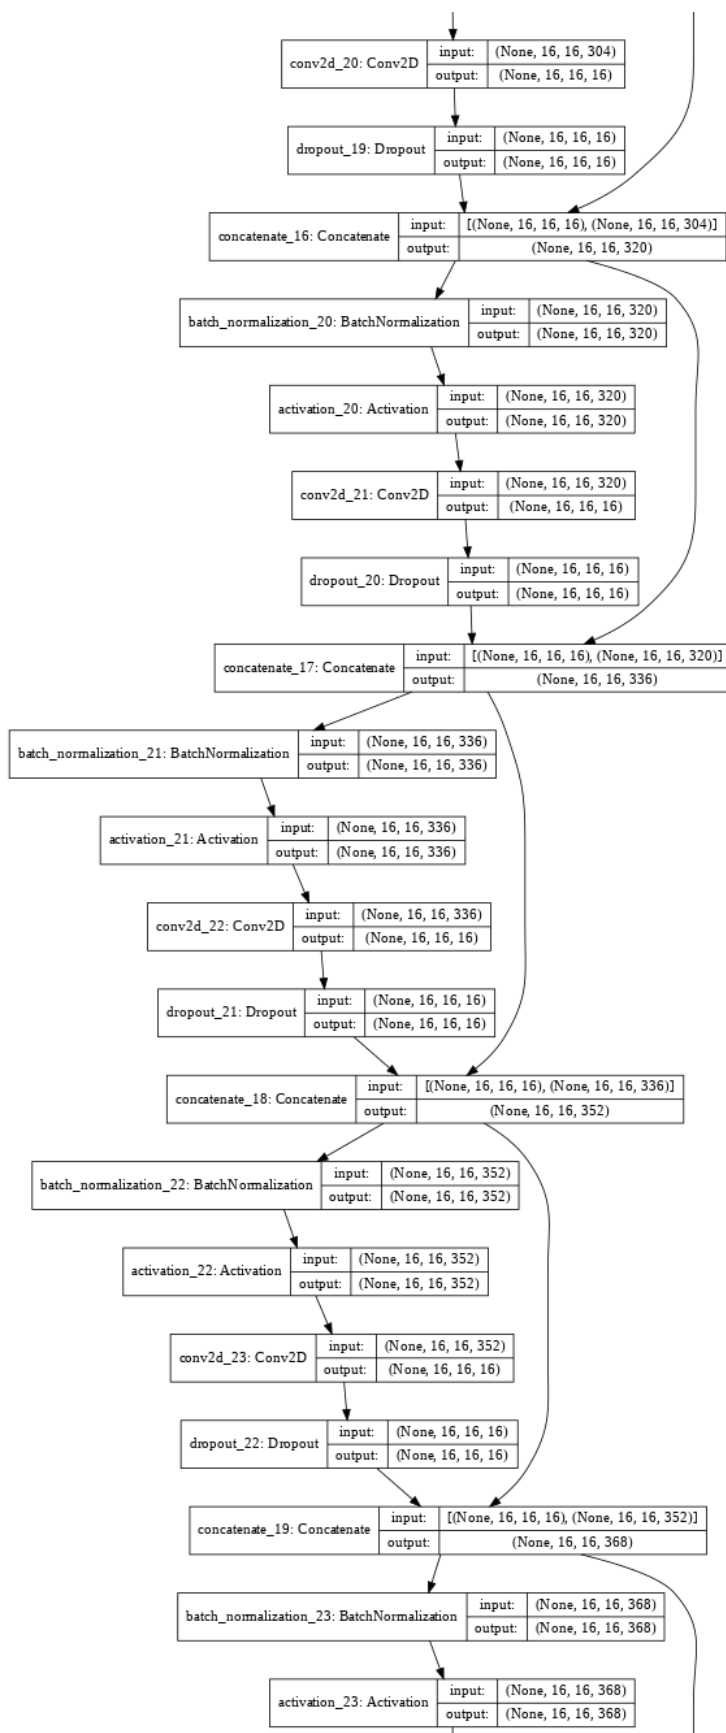 conv2d_20: Conv2D
input: (None, 16, 16, 304)
output: (None, 16, 16, 16)
dropout_19: Dropout
input: (None, 16, 16, 16)
output: (None, 16, 16, 16)
concatenate_16: Concatenate
input: [(None, 16, 16, 16), (None, 16, 16, 304)]
output: (None, 16, 16, 320)
batch_normalization_20: BatchNormalization
input: (None, 16, 16, 320)
output: (None, 16, 16, 320)
activation_20: Activation
input: (None, 16, 16, 320)
output: (None, 16, 16, 320)
conv2d_21: Conv2D
input: (None, 16, 16, 320)
output: (None, 16, 16, 16)
dropout_20: Dropout
input: (None, 16, 16, 16)
output: (None, 16, 16, 16)
concatenate_17: Concatenate
input: [(None, 16, 16, 16), (None, 16, 16, 320)]
output: (None, 16, 16, 336)
batch_normalization_21: BatchNormalization
input: (None, 16, 16, 336)
output: (None, 16, 16, 336)
activation_21: Activation
input: (None, 16, 16, 336)
output: (None, 16, 16, 336)
conv2d_22: Conv2D
input: (None, 16, 16, 336)
output: (None, 16, 16, 16)
dropout_21: Dropout
input: (None, 16, 16, 16)
output: (None, 16, 16, 16)
concatenate_18: Concatenate
input: [(None, 16, 16, 16), (None, 16, 16, 336)]
output: (None, 16, 16, 352)
batch_normalization_22: BatchNormalization
input: (None, 16, 16, 352)
output: (None, 16, 16, 352)
activation_22: Activation
input: (None, 16, 16, 352)
output: (None, 16, 16, 352)
conv2d_23: Conv2D
input: (None, 16, 16, 352)
output: (None, 16, 16, 16)
dropout_22: Dropout
input: (None, 16, 16, 16)
output: (None, 16, 16, 16)
concatenate_19: Concatenate
input: [(None, 16, 16, 16), (None, 16, 16, 352)]
output: (None, 16, 16, 368)
batch_normalization_23: BatchNormalization
input: (None, 16, 16, 368)
output: (None, 16, 16, 368)
activation_23: Activation
input: (None, 16, 16, 368)
output: (None, 16, 16, 368)